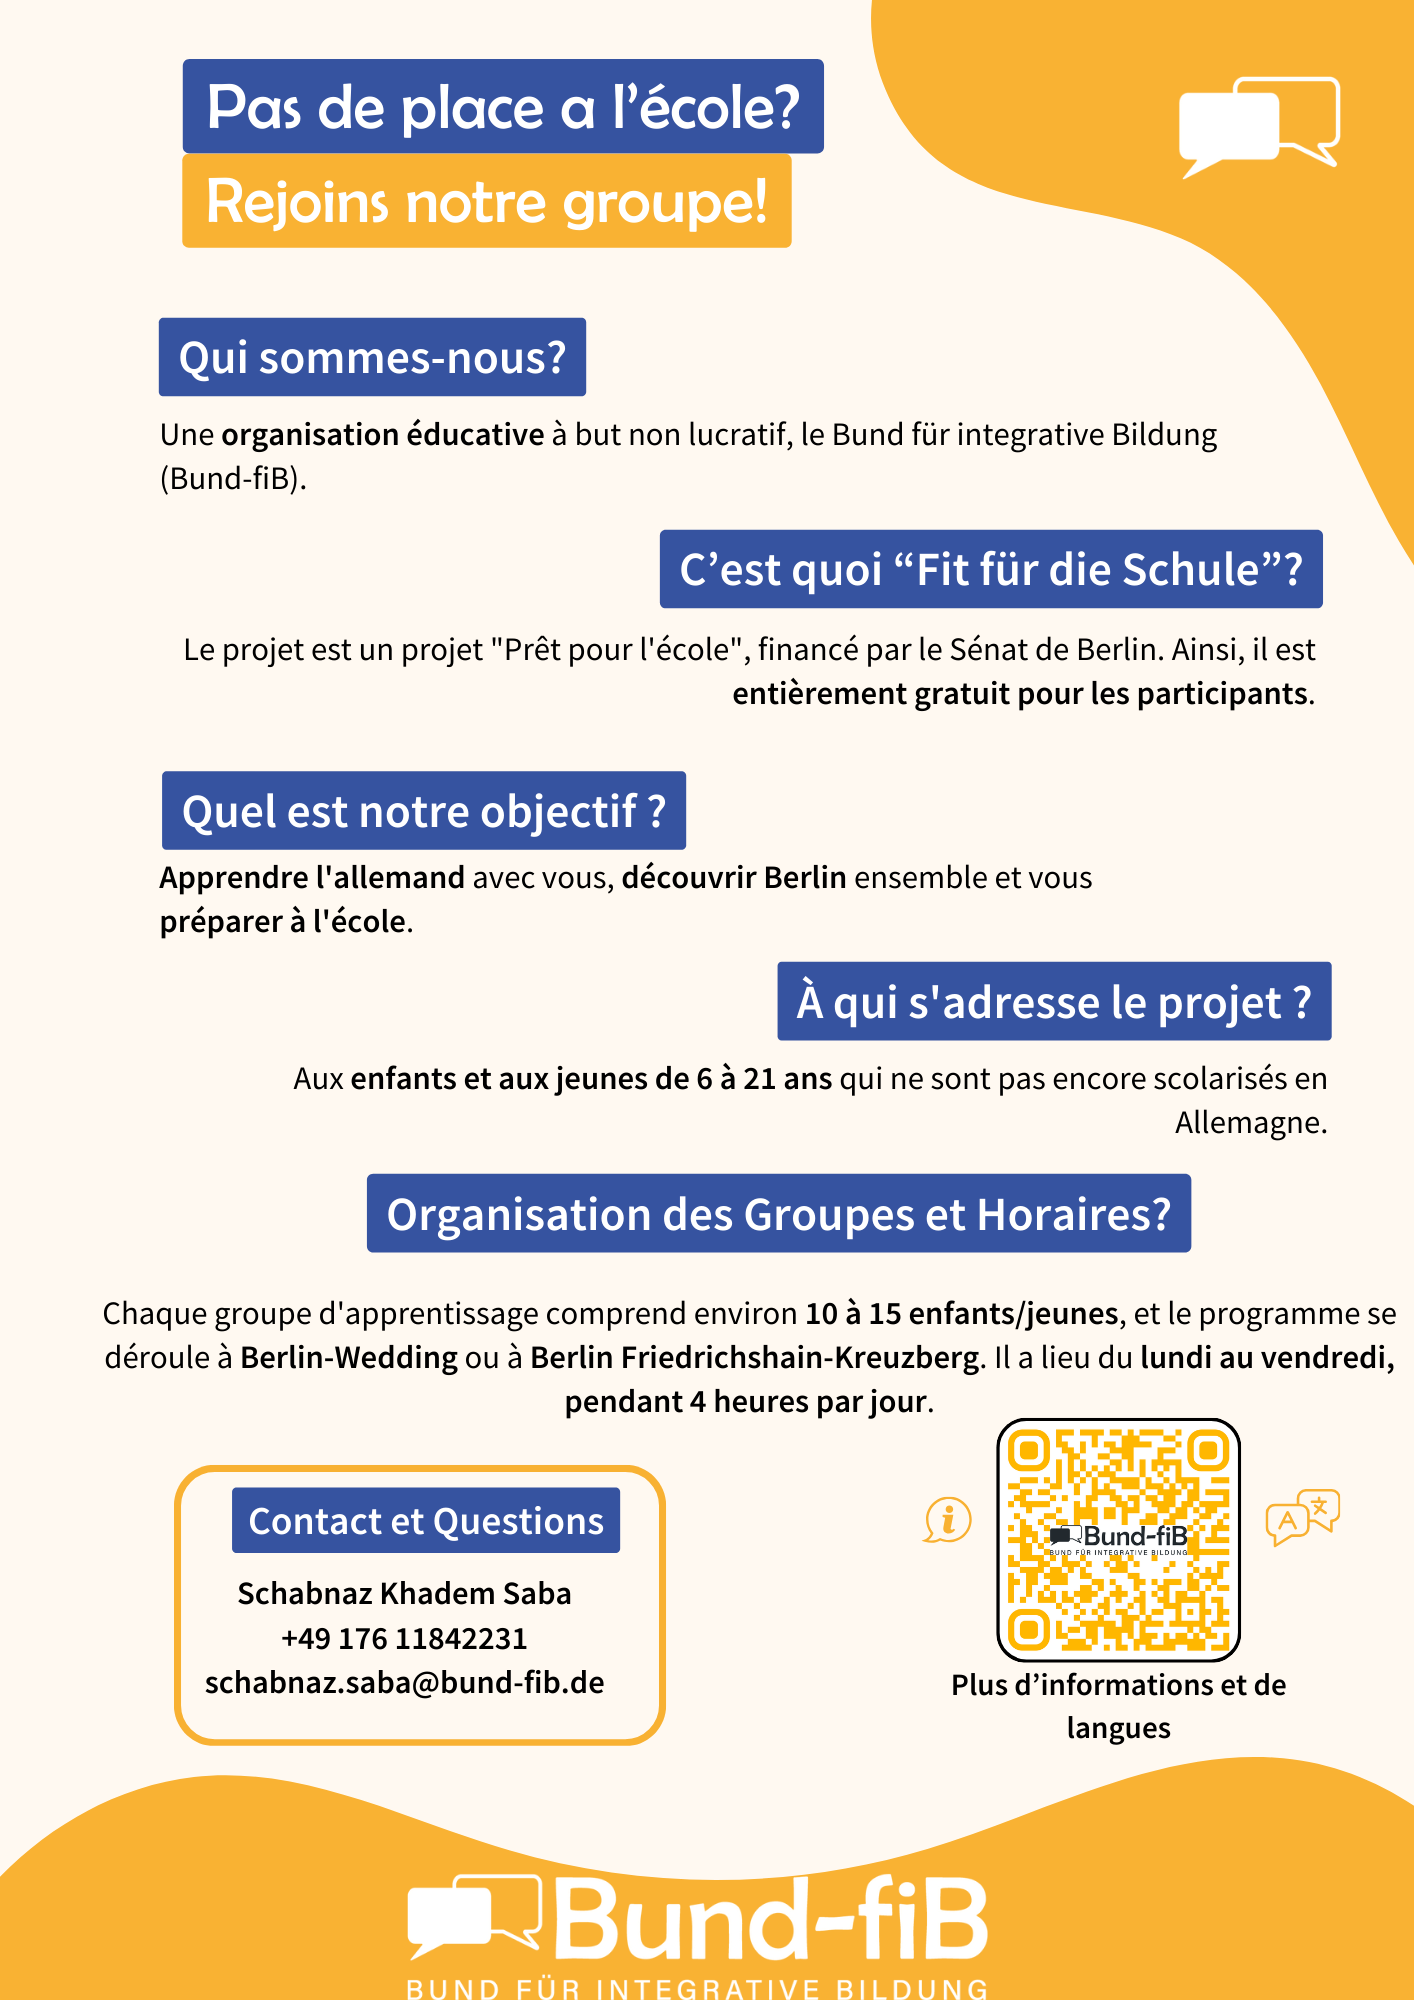 Pas de place a l’école?
Rejoins notre groupe!
Qui sommes-nous?
Une organisation éducative à but non lucratif, le Bund für integrative Bildung
(Bund-fiB).
C’est quoi “Fit für die Schule”?
Le projet est un projet "Prêt pour l'école", financé par le Sénat de Berlin. Ainsi, il est
entièrement gratuit pour les participants.
Quel est notre objectif ?
Apprendre l'allemand avec vous, découvrir Berlin ensemble et vous
préparer à l'école.
À qui s'adresse le projet ?
Aux enfants et aux jeunes de 6 à 21 ans qui ne sont pas encore scolarisés en
Allemagne.
Organisation des Groupes et Horaires?
Chaque groupe d'apprentissage comprend environ 10 à 15 enfants/jeunes, et le programme se
déroule à Berlin-Wedding ou à Berlin Friedrichshain-Kreuzberg. Il a lieu du lundi au vendredi,
pendant 4 heures par jour.
Contact et Questions
Schabnaz Khadem Saba
+49 176 11842231
schabnaz.saba@bund-fib.de
i
A 文
Bund-fiB
BUND FÜR INTEGRATIVE BILDUNG
Plus d’informations et de
langues
Bund-fiB
BUND FÜR INTEGRATIVE BILDUNG